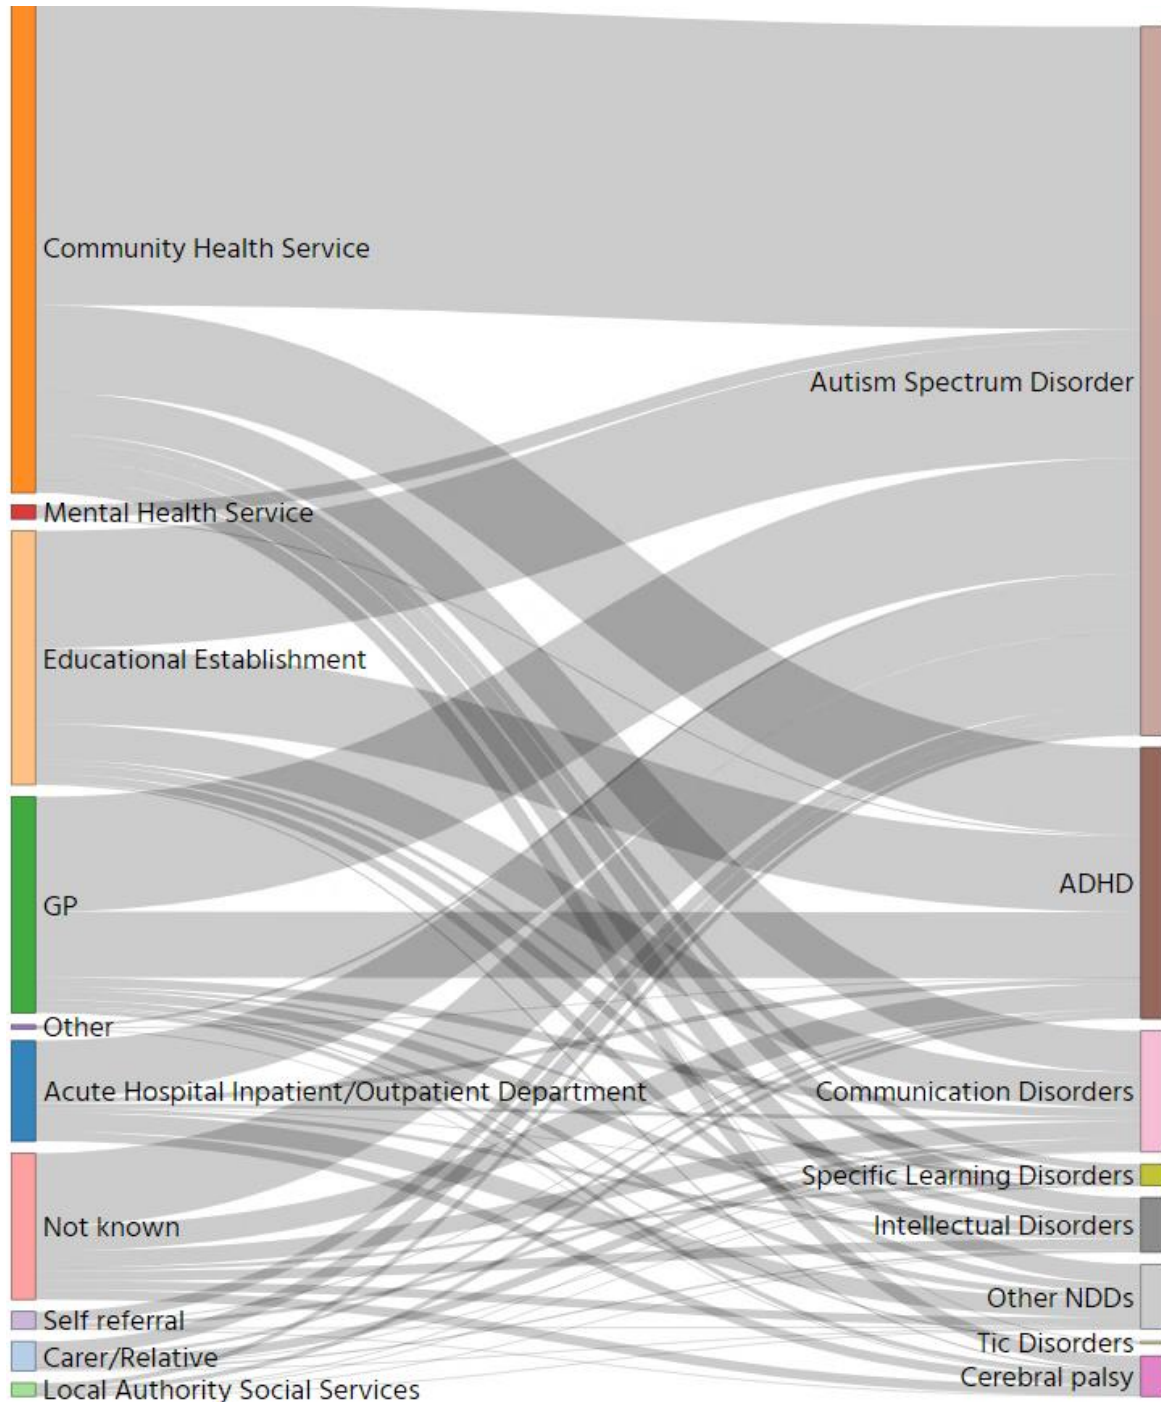 Community Health Service
Mental Health Service
Educational Establishment
GP
Other
Acute Hospital Inpatient/Outpatient Department
Not known
Self referral
Carer/Relative
Local Authority Social Services
Autism Spectrum Disorder
ADHD
Communication Disorders
Specific Learning Disorders
Intellectual Disorders
Other NDDs
Tic Disorders
Cerebral palsy